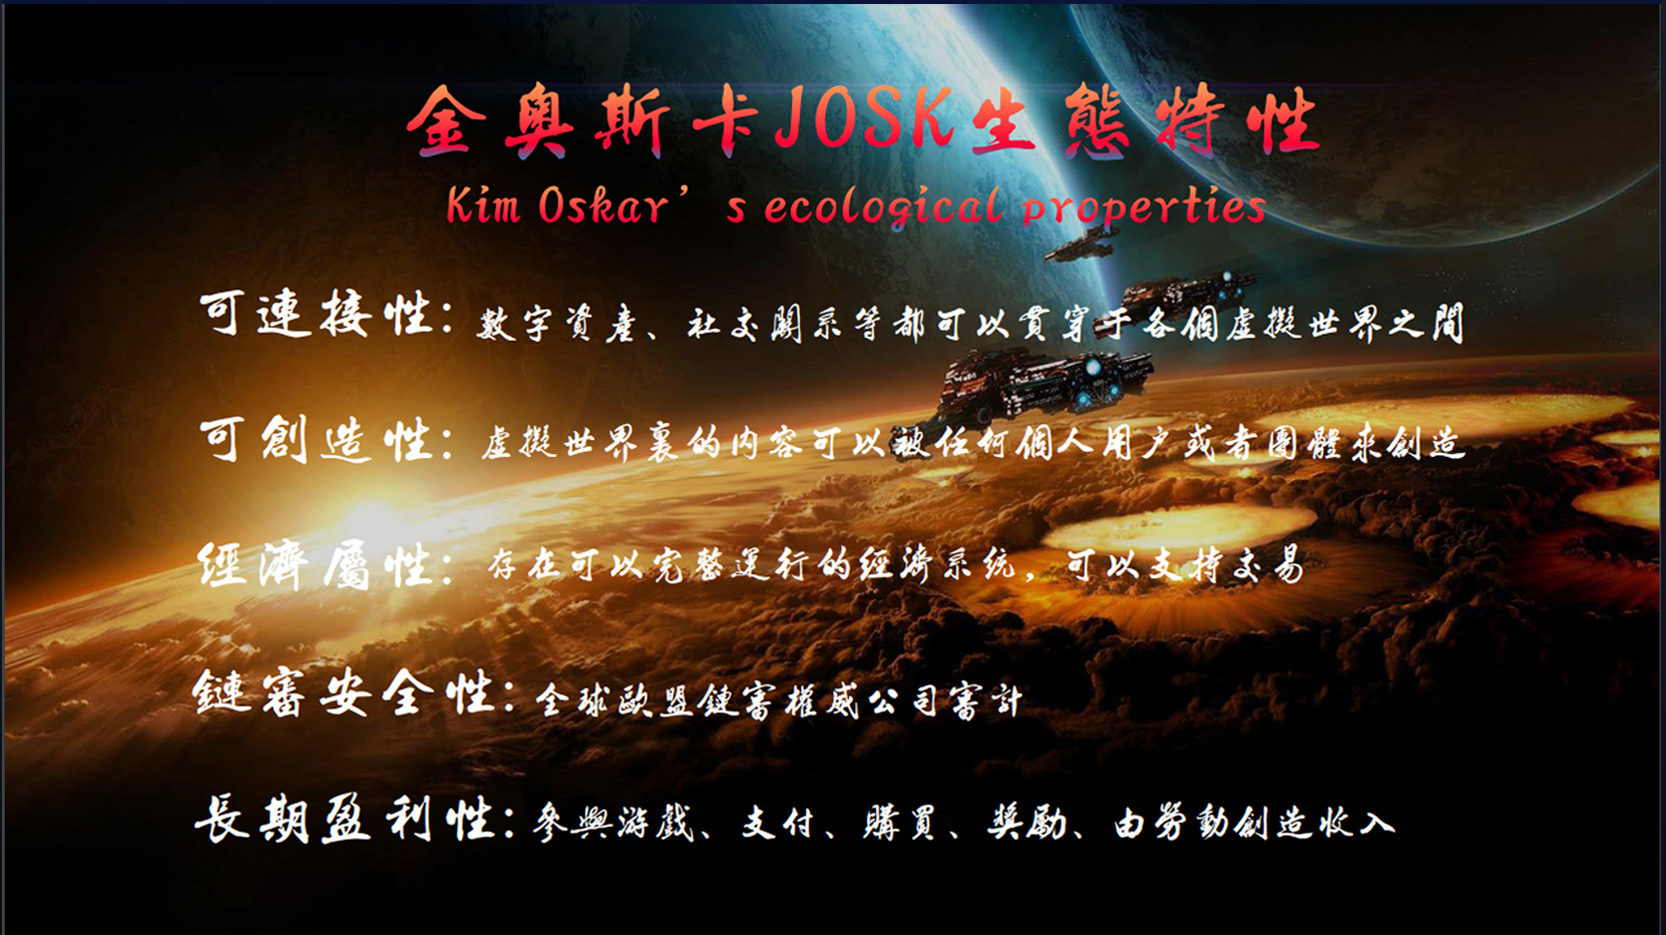 金奧斯卡JOSK生態特性
Kim Oskar’s ecological properties
可連接性：數字資産、社交關系等都可以貫穿于各個虛擬世界之間
可創造性：虛擬世界裏的内容可以被任何個人用户或者團體來創造
經濟屬性：存在可以完整運行的經濟系統，可以支持交易
鏈審安全性：全球歐盟鏈審權威公司審計
長期盈利性：參與游戲、支付、購買、獎勵、由勞動創造收入